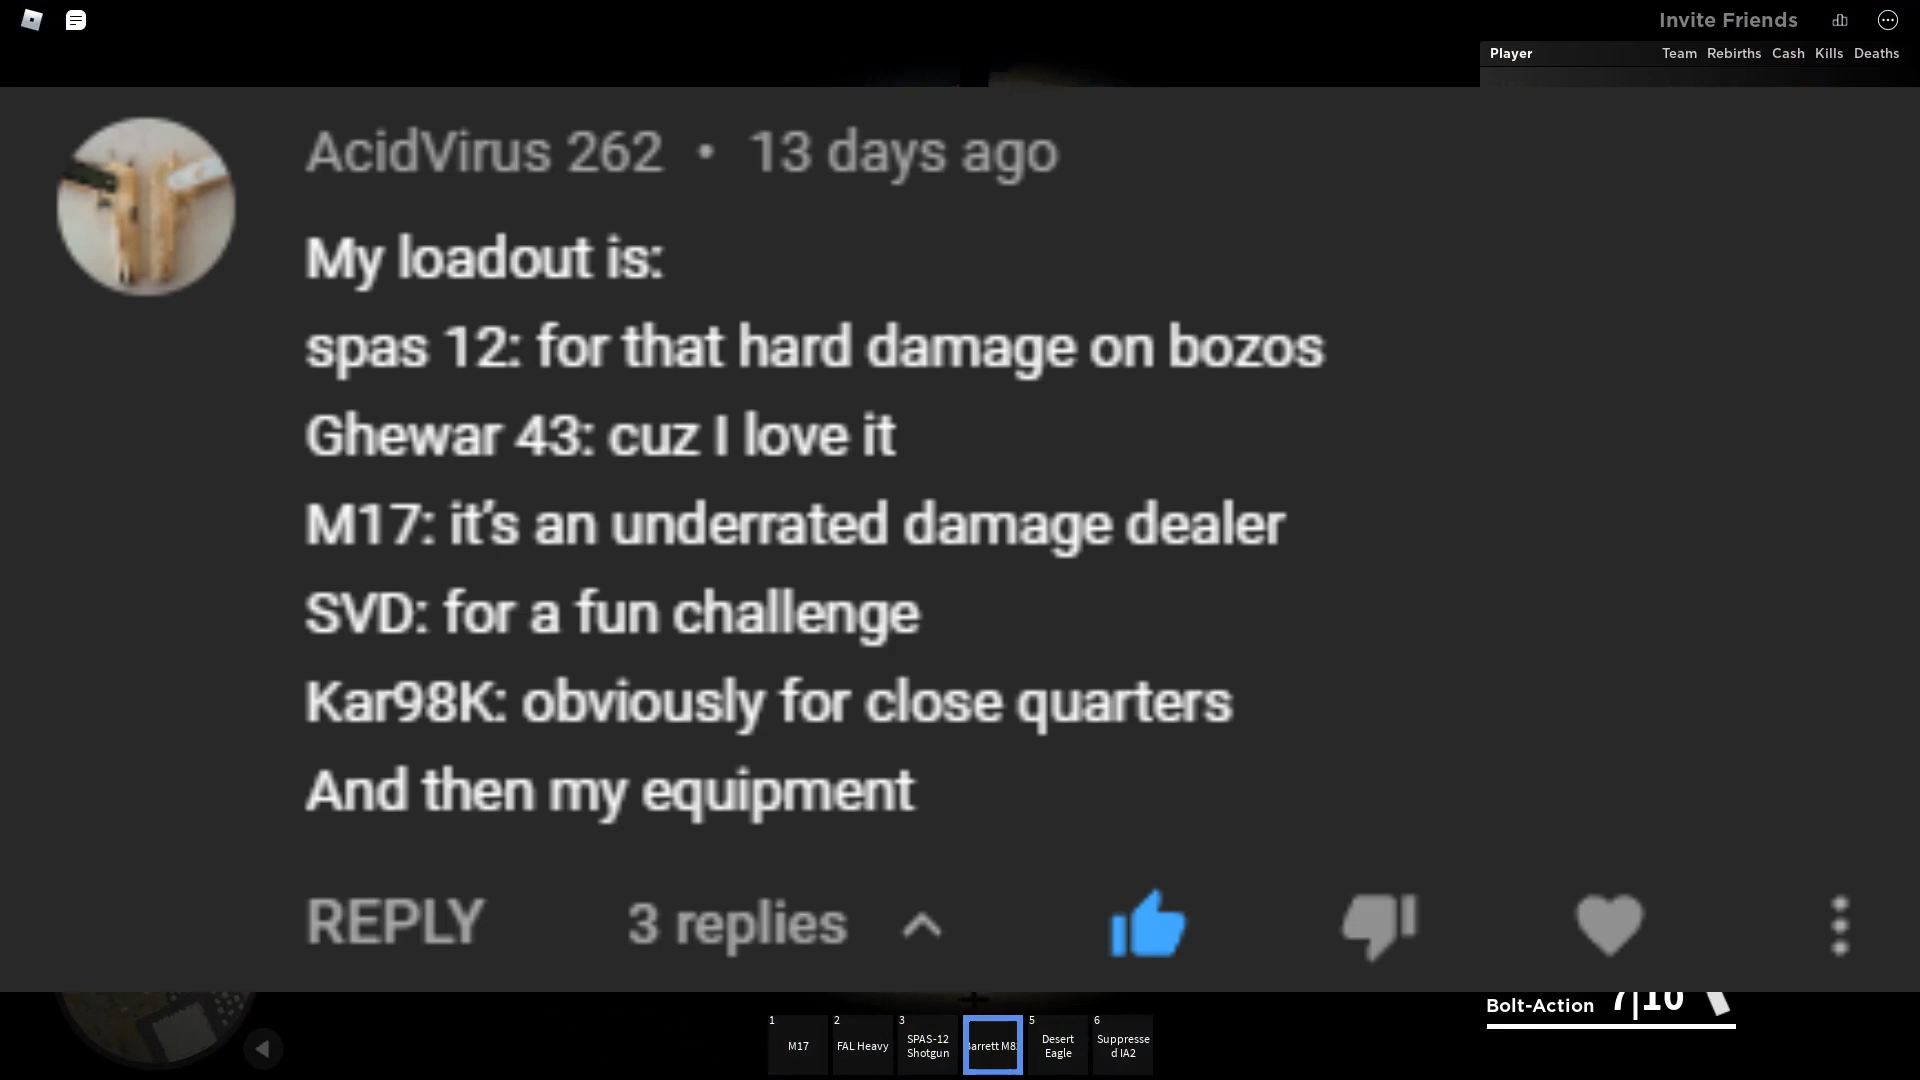 Invite Friends
Player Team Rebirths Cash Kills Deaths
AcidVirus 262 • 13 days ago
My loadout is:
spas 12: for that hard damage on bozos
Ghewar 43: cuz I love it
M17: it's an underrated damage dealer
SVD: for a fun challenge
Kar98K: obviously for close quarters
And then my equipment
REPLY 3 replies
Bolt-Action 7|10
1 2 3 5 6
M17 FAL Heavy SPAS-12 Barrett M8 Desert Suppresse
Shotgun Eagle d IA2